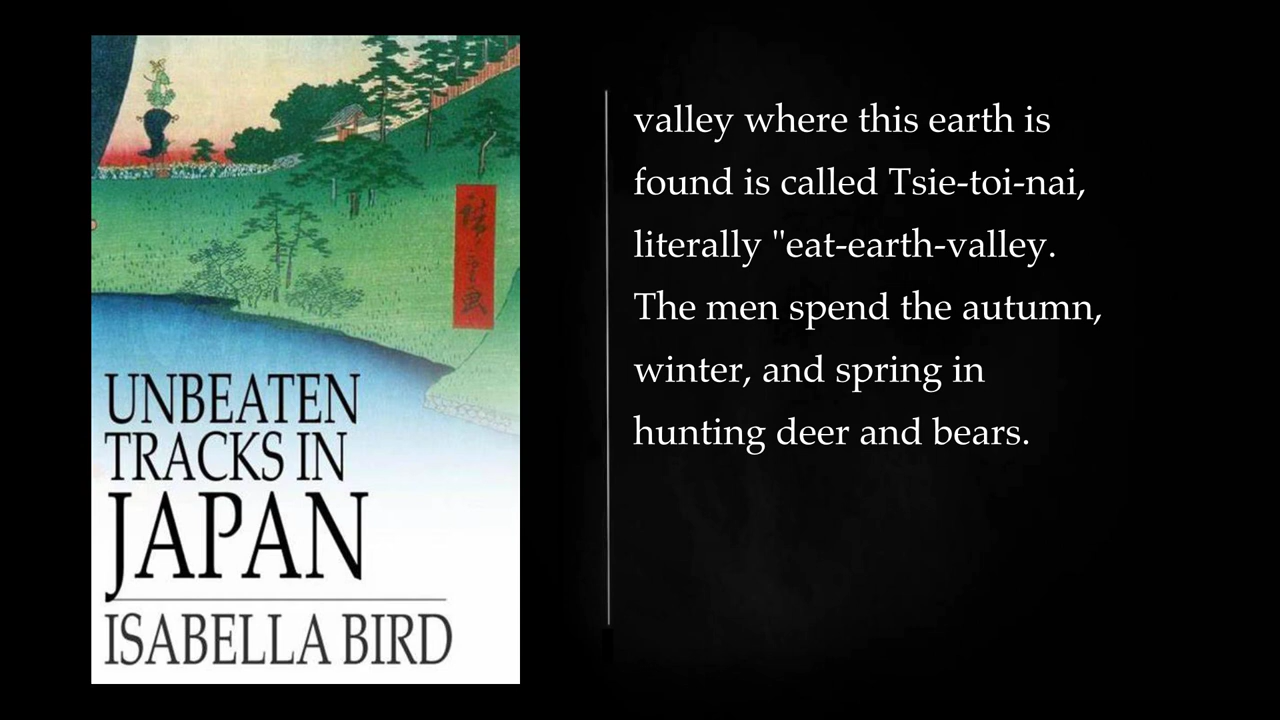 UNBEATEN
TRACKS IN
JAPAN
ISABELLA BIRD
valley where this earth is
found is called Tsie-toi-nai,
literally "eat-earth-valley.
The men spend the autumn,
winter, and spring in
hunting deer and bears.